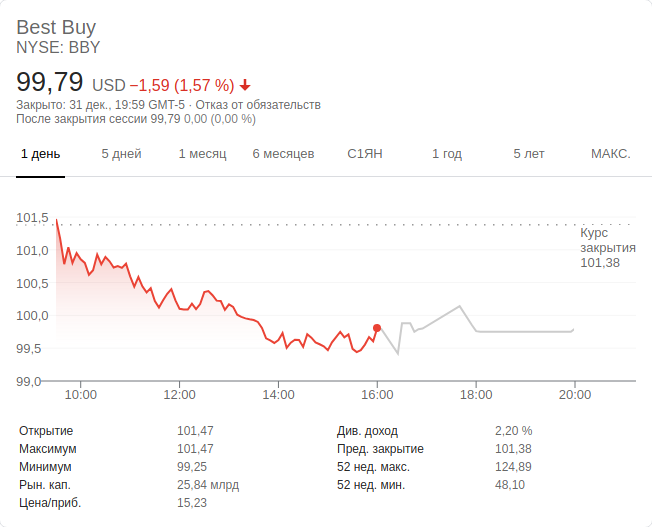 Best Buy
NYSE: BBY
99,79 USD −1,59 (1,57 %)
Закрыто: 31 дек., 19:59 GMT-5 · Отказ от обязательств
После закрытия сессии 99,79 0,00 (0,00 %)
1 день 5 дней 1 месяц 6 месяцев С1ЯН 1 год 5 лет МАКС.
101,5
101,0
100,5
100,0
99,5
99,0
Курс
закрытия
101,38
10:00 12:00 14:00 16:00 18:00 20:00
Открытие 101,47 Див. доход 2,20 %
Максимум 101,47 Пред. закрытие 101,38
Минимум 99,25 52 нед. макс. 124,89
Рын. кап. 25,84 млрд 52 нед. мин. 48,10
Цена/приб. 15,23